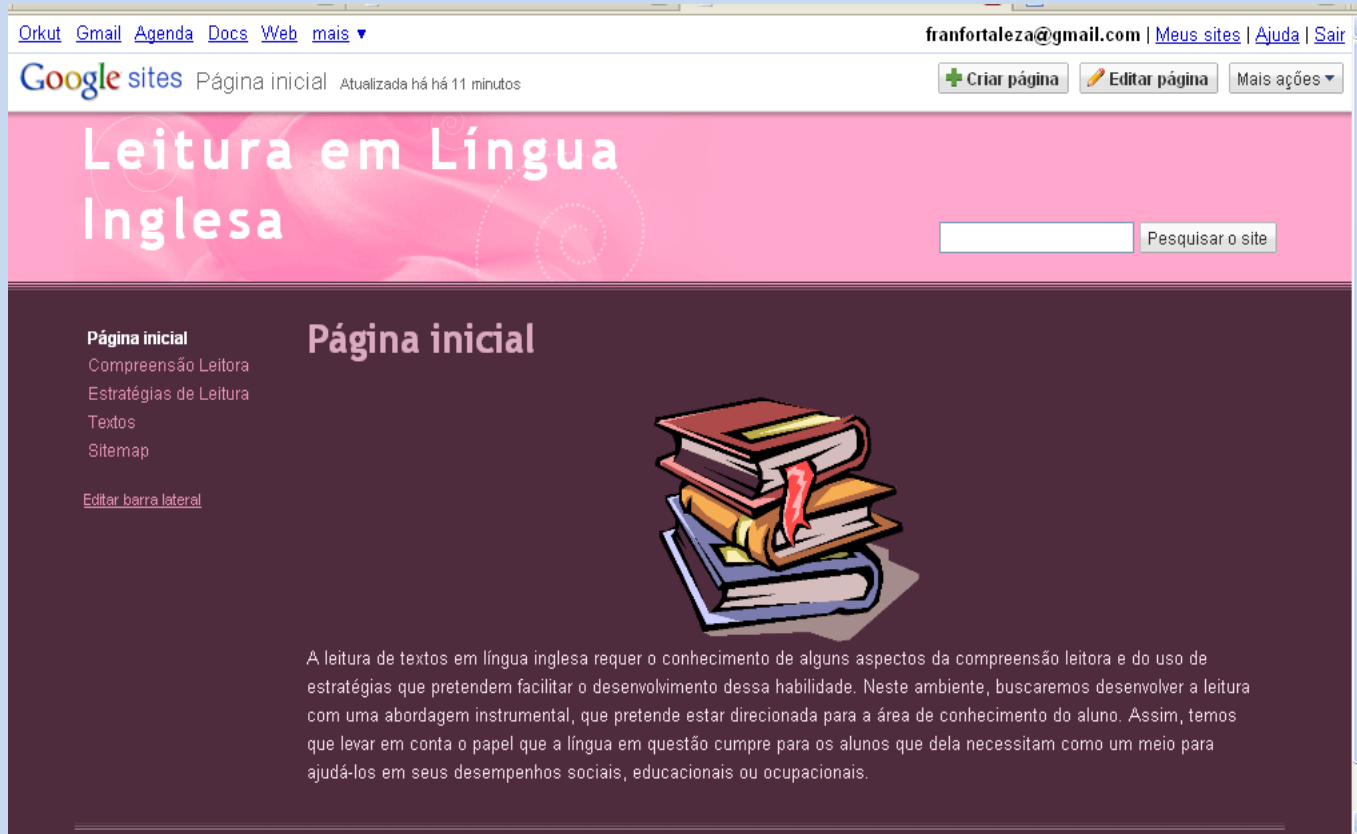 Orkut Gmail Agenda Docs Web mais ▼
franfortaleza@gmail.com | Meus sites | Ajuda | Sair
Google sites Página inicial Atualizada há há 11 minutos
Criar página Editar página Mais ações ▼
Leitura em Língua
Inglesa
Pesquisar o site
Página inicial
Compreensão Leitora
Estratégias de Leitura
Textos
Sitemap
Editar barra lateral
Página inicial
A leitura de textos em língua inglesa requer o conhecimento de alguns aspectos da compreensão leitora e do uso de
estratégias que pretendem facilitar o desenvolvimento dessa habilidade. Neste ambiente, buscaremos desenvolver a leitura
com uma abordagem instrumental, que pretende estar direcionada para a área de conhecimento do aluno. Assim, temos
que levar em conta o papel que a língua em questão cumpre para os alunos que dela necessitam como um meio para
ajudá-los em seus desempenhos sociais, educacionais ou ocupacionais.